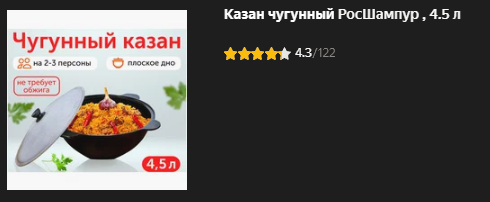 Казан чугунный РосШампур , 4.5 л
4.3/122
Чугунный казан
на 2-3 персоны
плоское дно
не требует
обжига
4,5 л